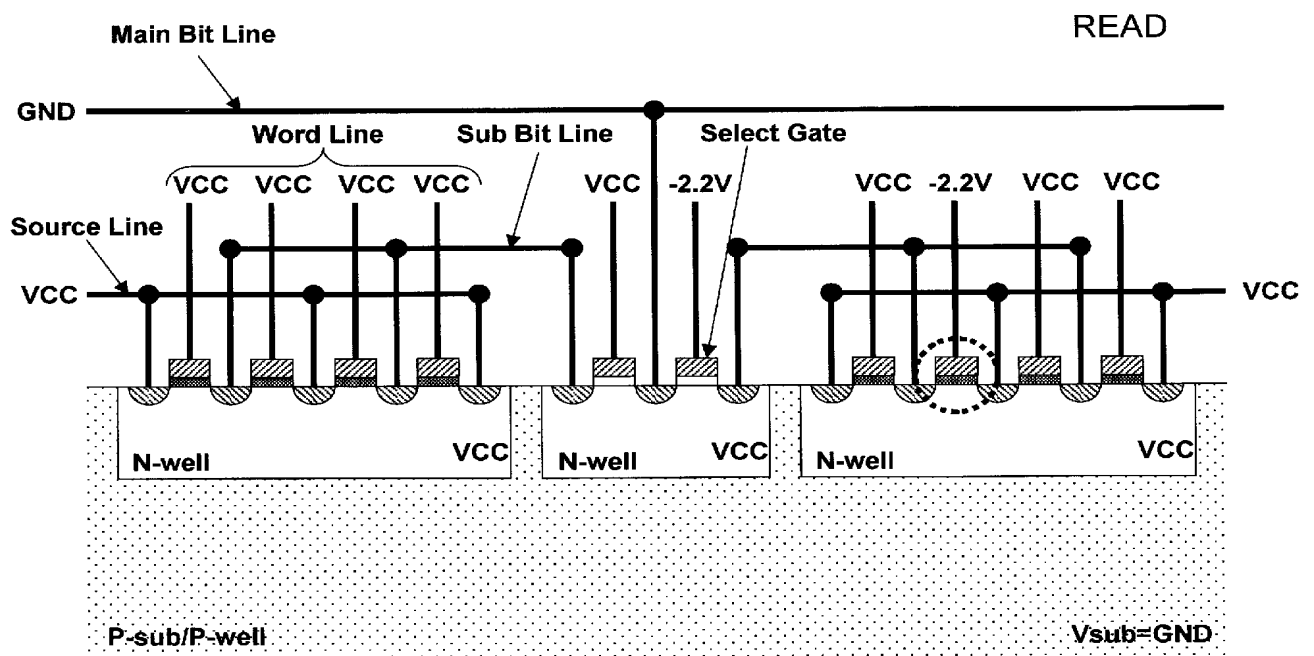 READ
Main Bit Line
GND
Word Line
Sub Bit Line
Select Gate
VCC VCC VCC VCC
VCC -2.2V
VCC -2.2V VCC VCC
Source Line
VCC
VCC
N-well
VCC
N-well
VCC
N-well
VCC
P-sub/P-well
Vsub=GND